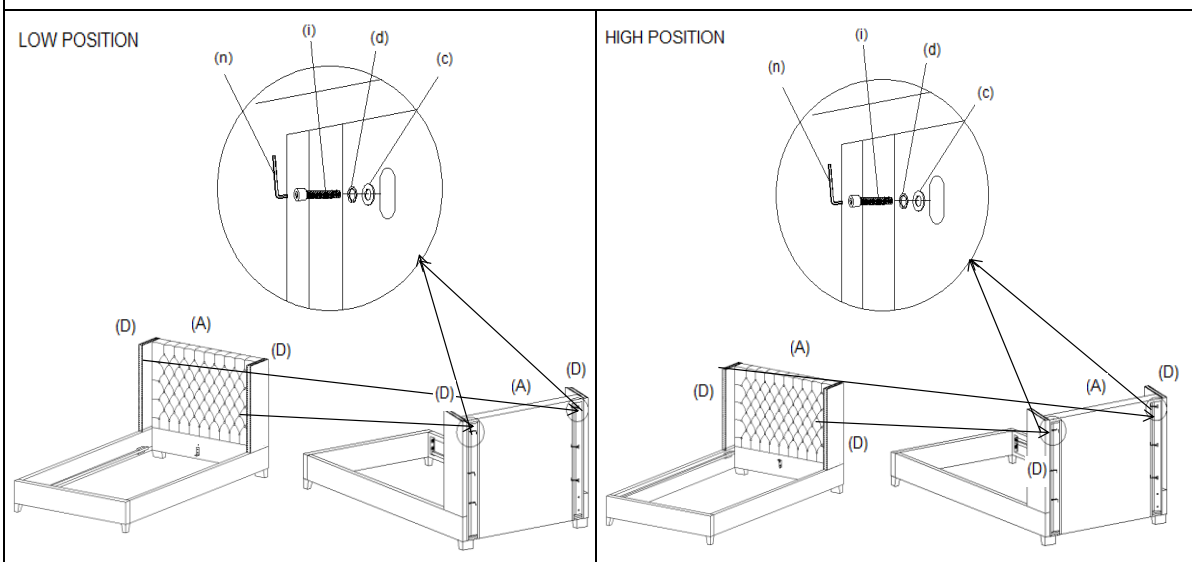 LOW POSITION
(i)
(d)
(n)
(c)
(D)
(A)
(D)
(D)
(A)
(D)
HIGH POSITION
(i)
(d)
(n)
(c)
(A)
(D)
(D)
(A)
(D)
(D)